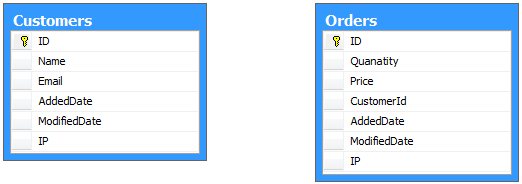 Customers
ID
Name
Email
AddedDate
ModifiedDate
IP
Orders
ID
Quanatity
Price
CustomerId
AddedDate
ModifiedDate
IP